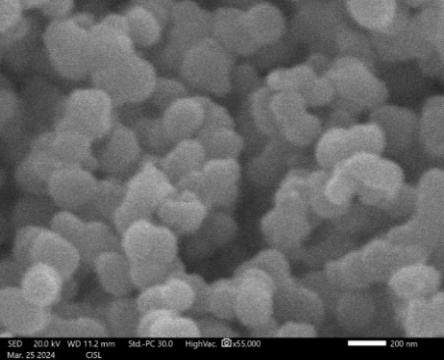 SED 20.0 kV WD 11.2 mm Std.-PC 30.0 HighVac. x55,000 200 nm
Mar. 25 2024 CISL